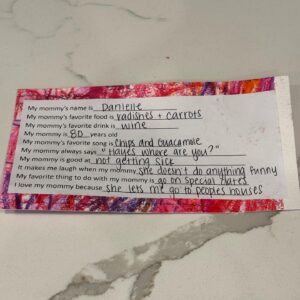 My mommy's name is Danielle
My mommy's favorite food is radishes + carrots
My mommy's favorite drink is wine
My mommy is 80 years old
My mommy's favorite song is Chips and Guacamole
My mommy always says "Hayes where are you?"
My mommy is good at not getting sick
It makes me laugh when my mommy she doesn't do anything funny
My favorite thing to do with my mommy is go on special dates
I love my mommy because she lets me go to peoples houses